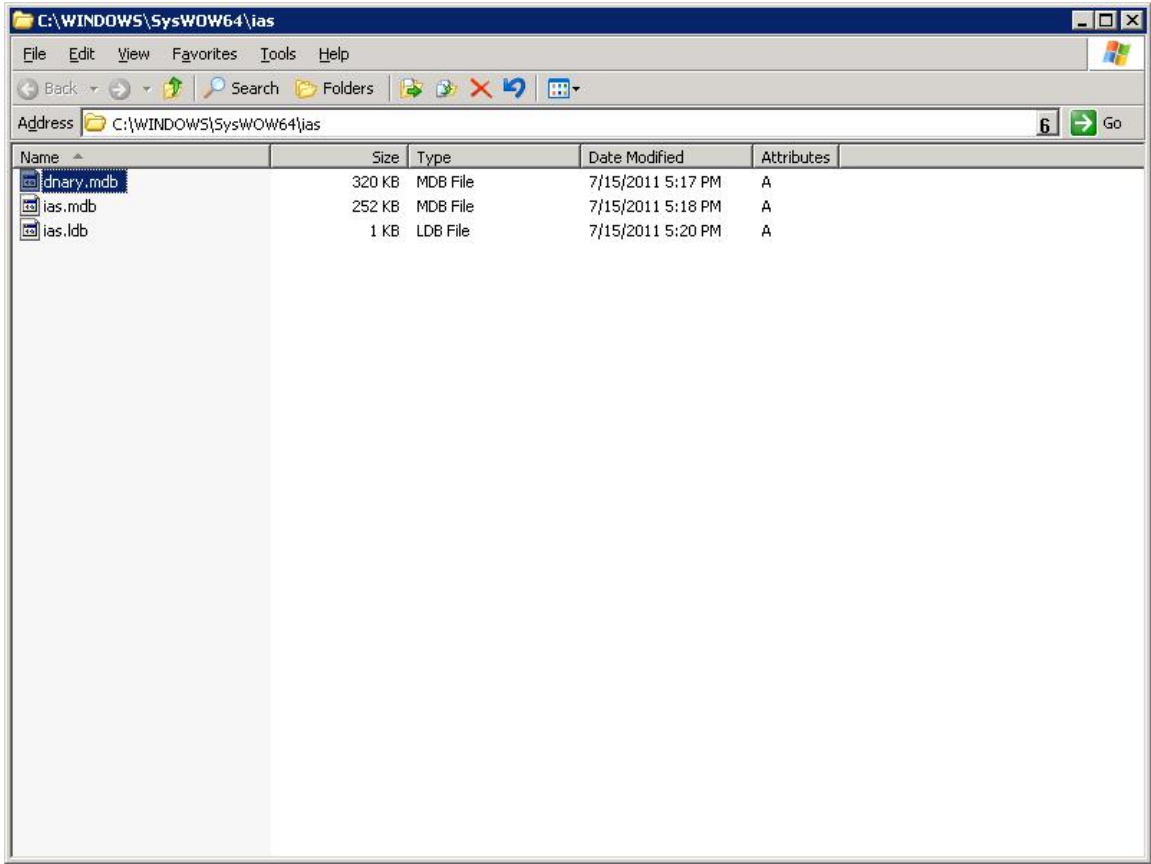 C:\WINDOWS\SysWOW64\ias
File Edit View Favorites Tools Help
Back Search Folders
Address C:\WINDOWS\SysWOW64\ias 6 Go
Name Size Type Date Modified Attributes
dnary.mdb 320 KB MDB File 7/15/2011 5:17 PM A
ias.mdb 252 KB MDB File 7/15/2011 5:18 PM A
ias.ldb 1 KB LDB File 7/15/2011 5:20 PM A